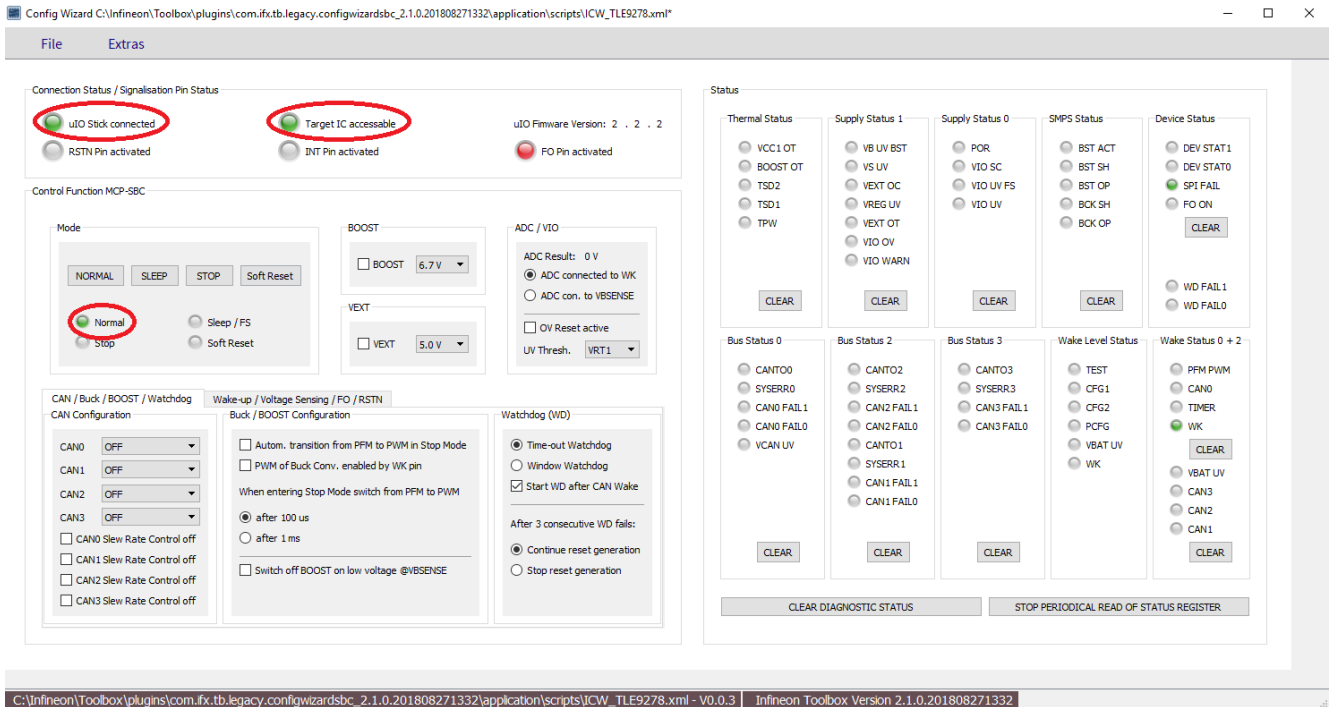 Config Wizard C:\Infineon\Toolbox\plugins\com.ifx.tb.legacy.configwizardsbc_2.1.0.201808271332\application\scripts\ICW_TLE9278.xml*
File Extras
Connection Status / Signalisation Pin Status
uIO Stick connected
Target IC accessable
uIO Fimware Version: 2 . 2 . 2
RSTN Pin activated
INT Pin activated
FO Pin activated
Control Function MCP-SBC
Mode
NORMAL SLEEP STOP Soft Reset
Normal Sleep / FS
Stop Soft Reset
BOOST
BOOST 6.7 V
VEXT
VEXT 5.0 V
ADC / VIO
ADC Result: 0 V
ADC connected to WK
ADC con. to VBSENSE
OV Reset active
UV Thresh. VRT1
CAN / Buck / BOOST / Watchdog Wake-up / Voltage Sensing / FO / RSTN
CAN Configuration
CAN0 OFF
CAN1 OFF
CAN2 OFF
CAN3 OFF
CAN0 Slew Rate Control off
CAN1 Slew Rate Control off
CAN2 Slew Rate Control off
CAN3 Slew Rate Control off
Buck / BOOST Configuration
Autom. transition from PFM to PWM in Stop Mode
PWM of Buck Conv. enabled by WK pin
When entering Stop Mode switch from PFM to PWM
after 100 us
after 1 ms
Switch off BOOST on low voltage @VBSENSE
Watchdog (WD)
Time-out Watchdog
Window Watchdog
Start WD after CAN Wake
After 3 consecutive WD fails:
Continue reset generation
Stop reset generation
Status
Thermal Status
VCC1 OT
BOOST OT
TSD2
TSD1
TPW
CLEAR
Supply Status 1
VB UV BST
VS UV
VEXT OC
VREG UV
VEXT OT
VIO OV
VIO WARN
CLEAR
Supply Status 0
POR
VIO SC
VIO UV FS
VIO UV
CLEAR
SMPS Status
BST ACT
BST SH
BST OP
BCK SH
BCK OP
CLEAR
Device Status
DEV STAT1
DEV STAT0
SPI FAIL
FO ON
CLEAR
WD FAIL1
WD FAIL0
Bus Status 0
CANTO0
SYSERR0
CAN0 FAIL1
CAN0 FAIL0
VCAN UV
CLEAR
Bus Status 2
CANTO2
SYSERR2
CAN2 FAIL1
CAN2 FAIL0
CANTO1
SYSERR1
CAN1 FAIL1
CAN1 FAIL0
CLEAR
Bus Status 3
CANTO3
SYSERR3
CAN3 FAIL1
CAN3 FAIL0
CLEAR
Wake Level Status
TEST
CFG1
CFG2
PCFG
VBAT UV
WK
Wake Status 0 + 2
PFM PWM
CAN0
TIMER
WK
CLEAR
VBAT UV
CAN3
CAN2
CAN1
CLEAR
CLEAR DIAGNOSTIC STATUS
STOP PERIODICAL READ OF STATUS REGISTER
C:\Infineon\Toolbox\plugins\com.ifx.tb.legacy.configwizardsbc_2.1.0.201808271332\application\scripts\ICW_TLE9278.xml - V0.0.3
Infineon Toolbox Version 2.1.0.201808271332